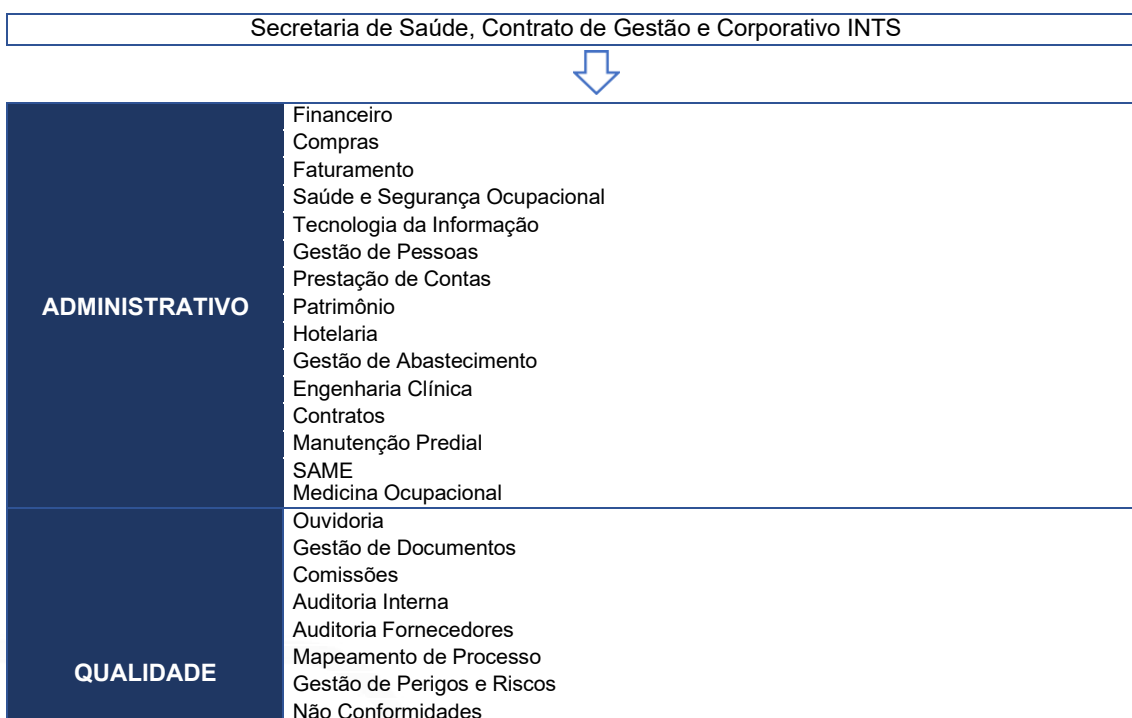 Secretaria de Saúde, Contrato de Gestão e Corporativo INTS
ADMINISTRATIVO
Financeiro
Compras
Faturamento
Saúde e Segurança Ocupacional
Tecnologia da Informação
Gestão de Pessoas
Prestação de Contas
Patrimônio
Hotelaria
Gestão de Abastecimento
Engenharia Clínica
Contratos
Manutenção Predial
SAME
Medicina Ocupacional
QUALIDADE
Ouvidoria
Gestão de Documentos
Comissões
Auditoria Interna
Auditoria Fornecedores
Mapeamento de Processo
Gestão de Perigos e Riscos
Não Conformidades